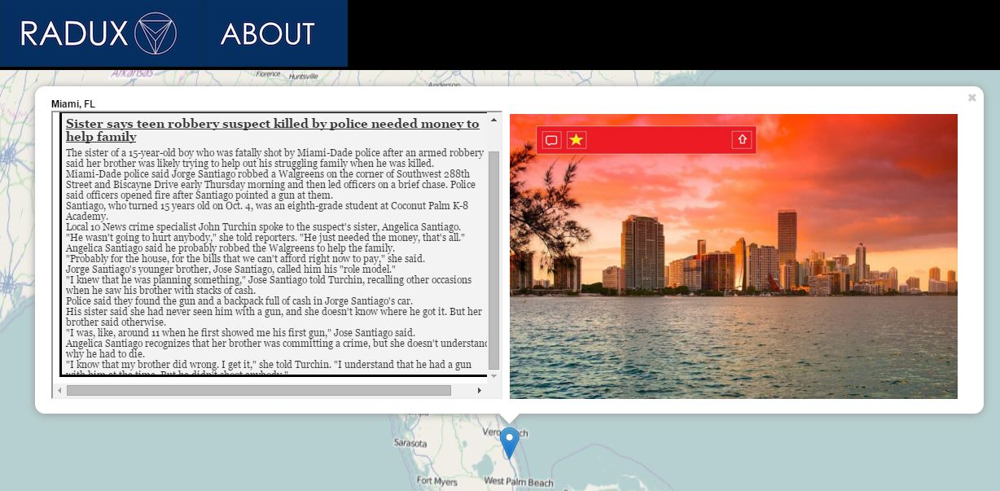 RADUX
ABOUT
Arkansas
Florence
Huntsville
Anderson
Miami, FL
Sister says teen robbery suspect killed by police needed money to
help family
The sister of a 15-year-old boy who was fatally shot by Miami-Dade police after an armed robbery
said her brother was likely trying to help out his struggling family when he was killed.
Miami-Dade police said Jorge Santiago robbed a Walgreens on the corner of Southwest 288th
Street and Biscayne Drive early Thursday morning and then led officers on a brief chase. Police
said officers opened fire after Santiago pointed a gun at them.
Santiago, who turned 15 years old on Oct. 4, was an eighth-grade student at Coconut Palm K-8
Academy.
Local 10 News crime specialist John Turchin spoke to the suspect's sister, Angelica Santiago.
"He wasn't going to hurt anybody," she told reporters. "He just needed the money, that's all."
Angelica Santiago said he probably robbed the Walgreens to help the family.
"Probably for the house, for the bills that we can't afford right now to pay," she said.
Jorge Santiago's younger brother, Jose Santiago, called him his "role model."
"I knew that he was planning something," Jose Santiago told Turchin, recalling other occasions
when he saw his brother with stacks of cash.
Police said they found the gun and a backpack full of cash in Jorge Santiago's car.
His sister said she had never seen him with a gun, and she doesn't know where he got it. But her
brother said otherwise.
"I was, like, around 11 when he first showed me his first gun," Jose Santiago said.
Angelica Santiago recognizes that her brother was committing a crime, but she doesn't understand
why he had to die.
"I know that my brother did wrong. I get it," she told Turchin. "I understand that he had a gun
with him at the time. But he didn't shoot anybody."
Sarasota
Fort Myers
West Palm Beach